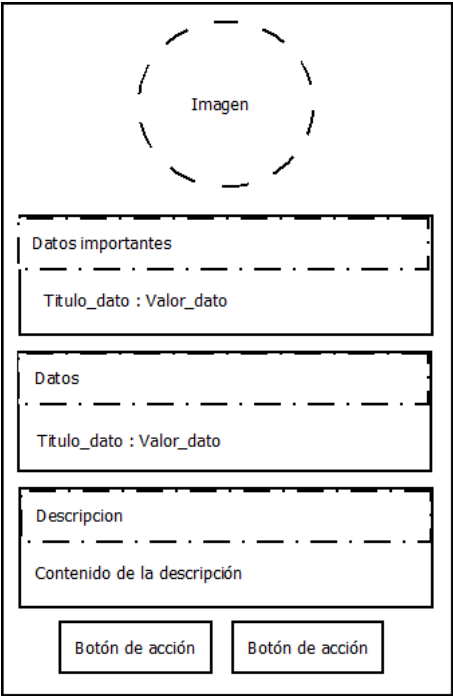 Imagen
Datos importantes
Titulo_dato : Valor_dato
Datos
Titulo_dato : Valor_dato
Descripcion
Contenido de la descripción
Botón de acción
Botón de acción